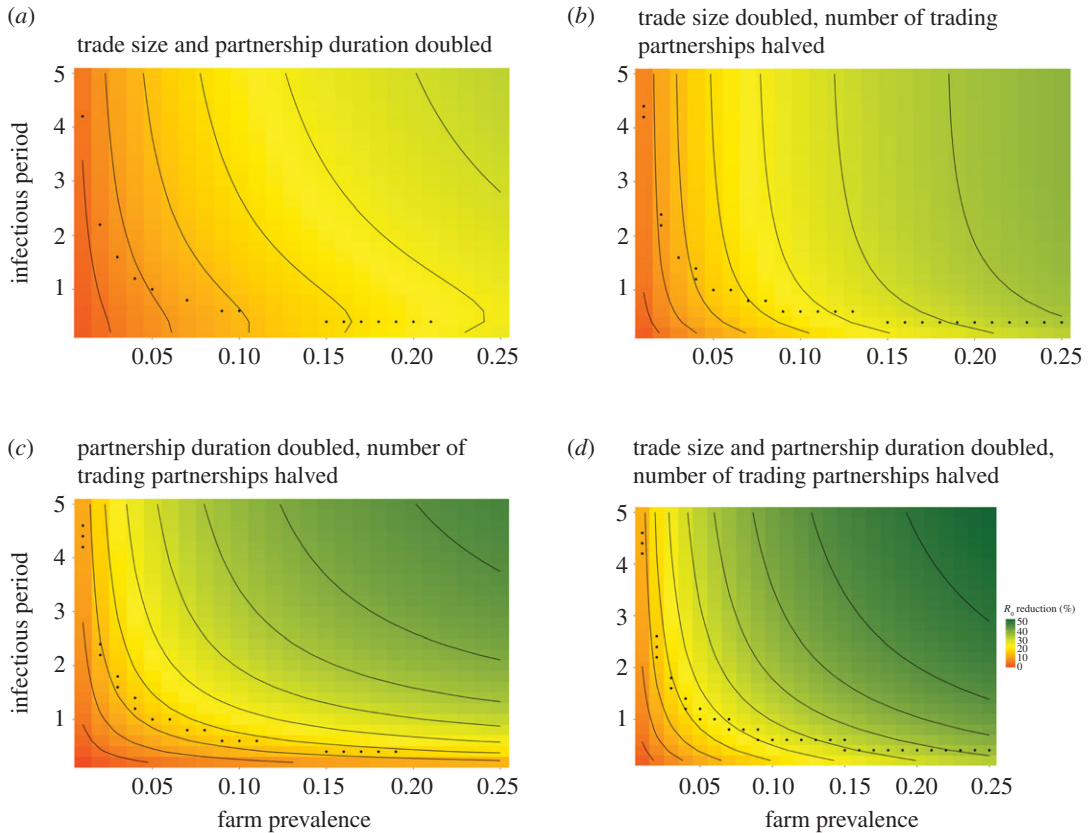 (a)
trade size and partnership duration doubled
(b)
trade size doubled, number of trading
partnerships halved
infectious period
5
4
3
2
1
0.05 0.10 0.15 0.20 0.25
5
4
3
2
1
0.05 0.10 0.15 0.20 0.25
(c)
partnership duration doubled, number of
trading partnerships halved
(d)
trade size and partnership duration doubled,
number of trading partnerships halved
infectious period
5
4
3
2
1
0.05 0.10 0.15 0.20 0.25
farm prevalence
5
4
3
2
1
0.05 0.10 0.15 0.20 0.25
farm prevalence
R0 reduction (%)
50
40
30
20
10
0